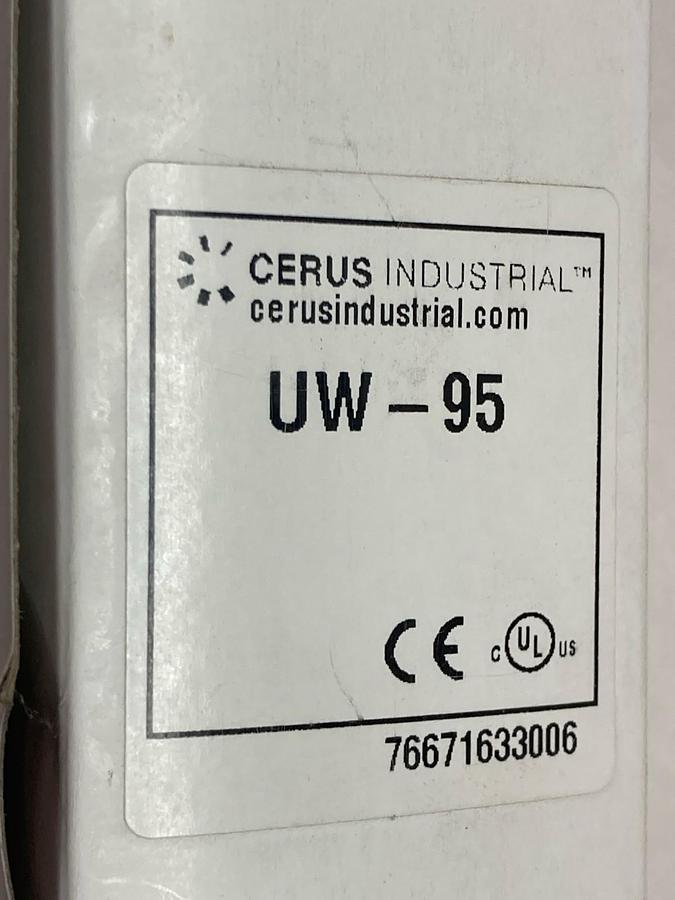 CERUS INDUSTRIAL™
cerusindustrial.com
UW – 95
CE c UL US
76671633006